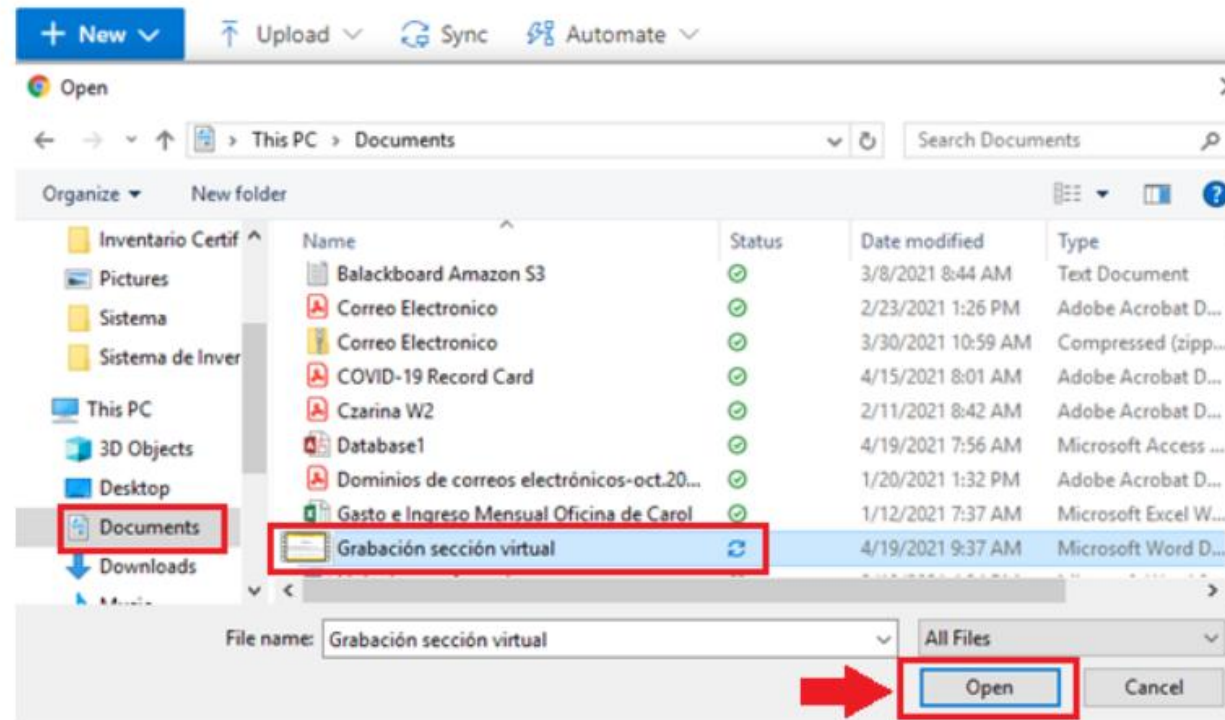 + New Upload Sync Automate
Open
This PC > Documents Search Documents
Organize New folder
Name Status Date modified Type
Inventario Certif
Pictures
Sistema
Sistema de Inver
This PC
3D Objects
Desktop
Documents
Downloads
Balackboard Amazon S3 3/8/2021 8:44 AM Text Document
Correo Electronico 2/23/2021 1:26 PM Adobe Acrobat D...
Correo Electronico 3/30/2021 10:59 AM Compressed (zipp...
COVID-19 Record Card 4/15/2021 8:01 AM Adobe Acrobat D...
Czarina W2 2/11/2021 8:42 AM Adobe Acrobat D...
Database1 4/19/2021 7:56 AM Microsoft Access ...
Dominios de correos electrónicos-oct.20... 1/20/2021 1:32 PM Adobe Acrobat D...
Gasto e Ingreso Mensual Oficina de Carol 1/12/2021 7:37 AM Microsoft Excel W...
Grabación sección virtual 4/19/2021 9:37 AM Microsoft Word D...
File name: Grabación sección virtual All Files
Open Cancel